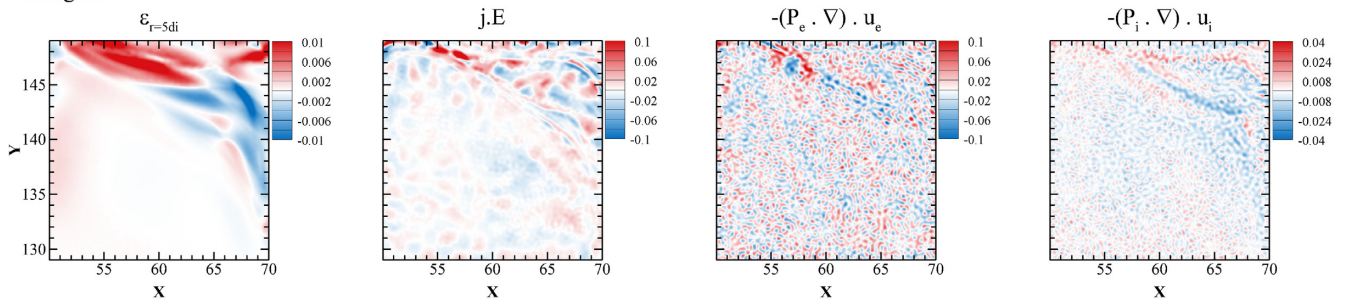 ε_{r=5di}
j.E
-(P_e . ∇) . u_e
-(P_i . ∇) . u_i
0.01
0.006
0.002
-0.002
-0.006
-0.01
0.1
0.06
0.02
-0.02
-0.06
-0.1
0.1
0.06
0.02
-0.02
-0.06
-0.1
0.04
0.024
0.008
-0.008
-0.024
-0.04
Y
145
140
135
130
55 60 65 70
55 60 65 70
55 60 65 70
55 60 65 70
X
X
X
X